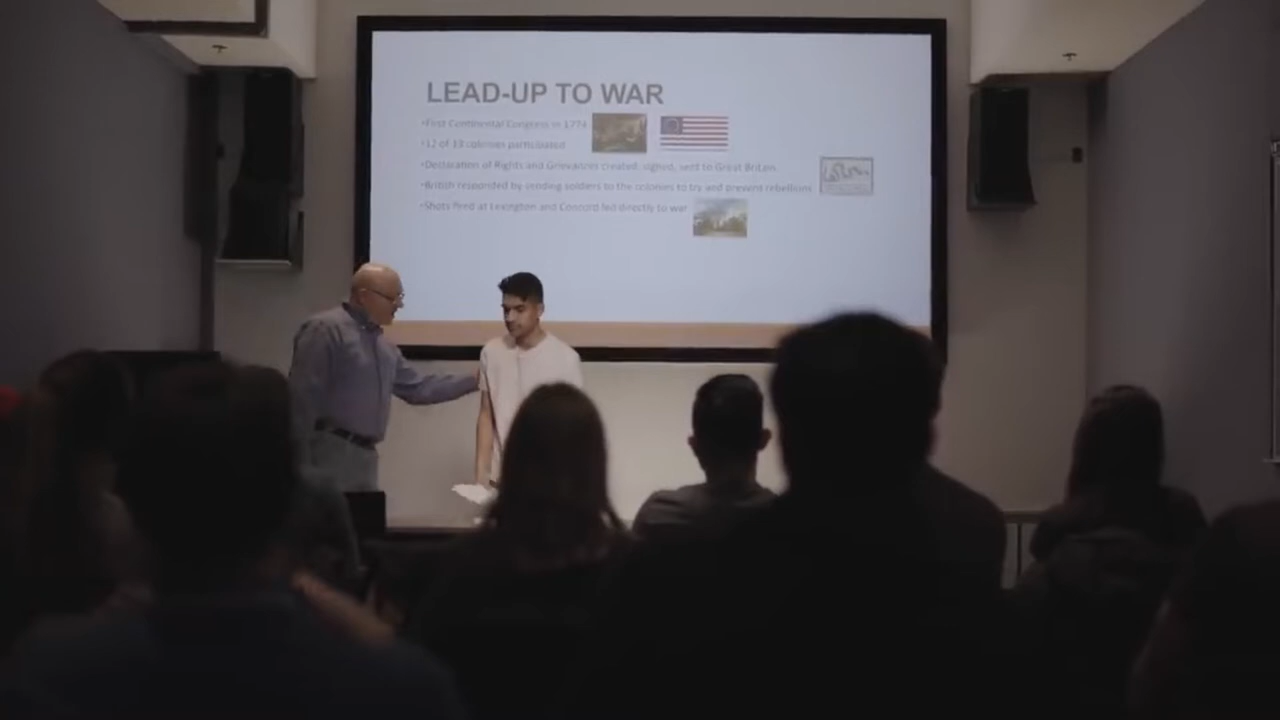 LEAD-UP TO WAR
•First Continental Congress in 1774
•12 of 13 colonies participated
•Declaration of Rights and Grievances created, signed, sent to Great Britain
•British responded by sending soldiers to the colonies to try and prevent rebellions
•Shots fired at Lexington and Concord led directly to war